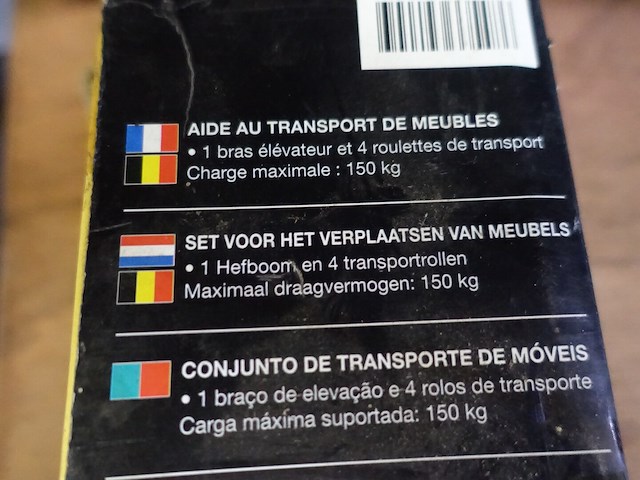 AIDE AU TRANSPORT DE MEUBLES
• 1 bras élévateur et 4 roulettes de transport
Charge maximale : 150 kg
SET VOOR HET VERPLAATSEN VAN MEUBELS
• 1 Hefboom en 4 transportrollen
Maximaal draagvermogen: 150 kg
CONJUNTO DE TRANSPORTE DE MÓVEIS
• 1 braço de elevação e 4 rolos de transporte
Carga máxima suportada: 150 kg